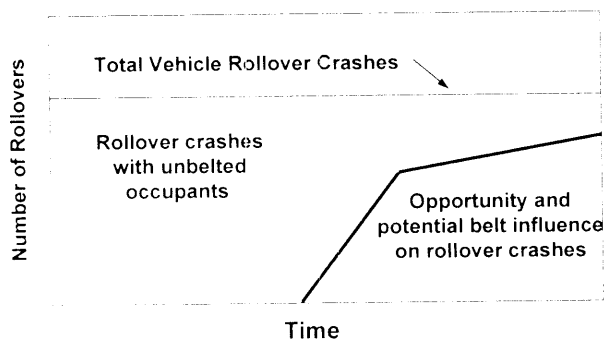 Number of Rollovers
Total Vehicle Rollover Crashes
Rollover crashes
with unbelted
occupants
Opportunity and
potential belt influence
on rollover crashes
Time